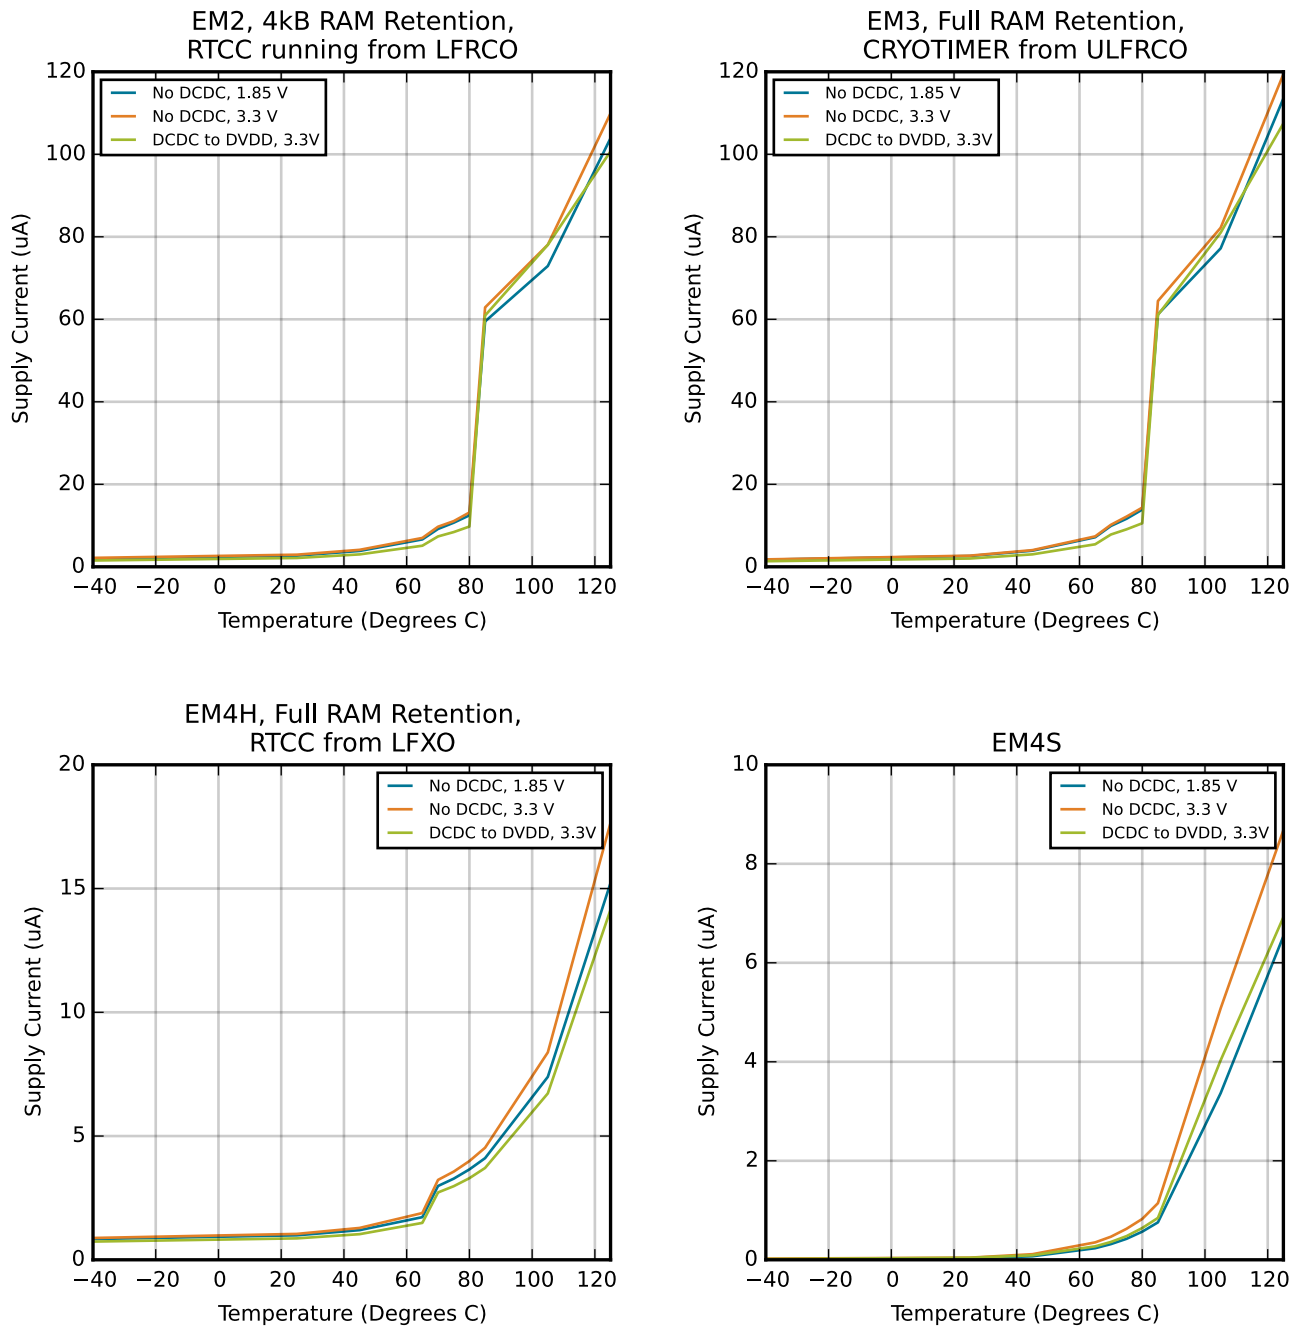 EM2, 4kB RAM Retention,
RTCC running from LFRCO
120
100
80
60
40
20
0
Supply Current (uA)
No DCDC, 1.85 V
No DCDC, 3.3 V
DCDC to DVDD, 3.3V
−40 −20 0 20 40 60 80 100 120
Temperature (Degrees C)
EM3, Full RAM Retention,
CRYOTIMER from ULFRCO
120
100
80
60
40
20
0
Supply Current (uA)
No DCDC, 1.85 V
No DCDC, 3.3 V
DCDC to DVDD, 3.3V
−40 −20 0 20 40 60 80 100 120
Temperature (Degrees C)
EM4H, Full RAM Retention,
RTCC from LFXO
20
15
10
5
0
Supply Current (uA)
No DCDC, 1.85 V
No DCDC, 3.3 V
DCDC to DVDD, 3.3V
−40 −20 0 20 40 60 80 100 120
Temperature (Degrees C)
EM4S
10
8
6
4
2
0
Supply Current (uA)
No DCDC, 1.85 V
No DCDC, 3.3 V
DCDC to DVDD, 3.3V
−40 −20 0 20 40 60 80 100 120
Temperature (Degrees C)